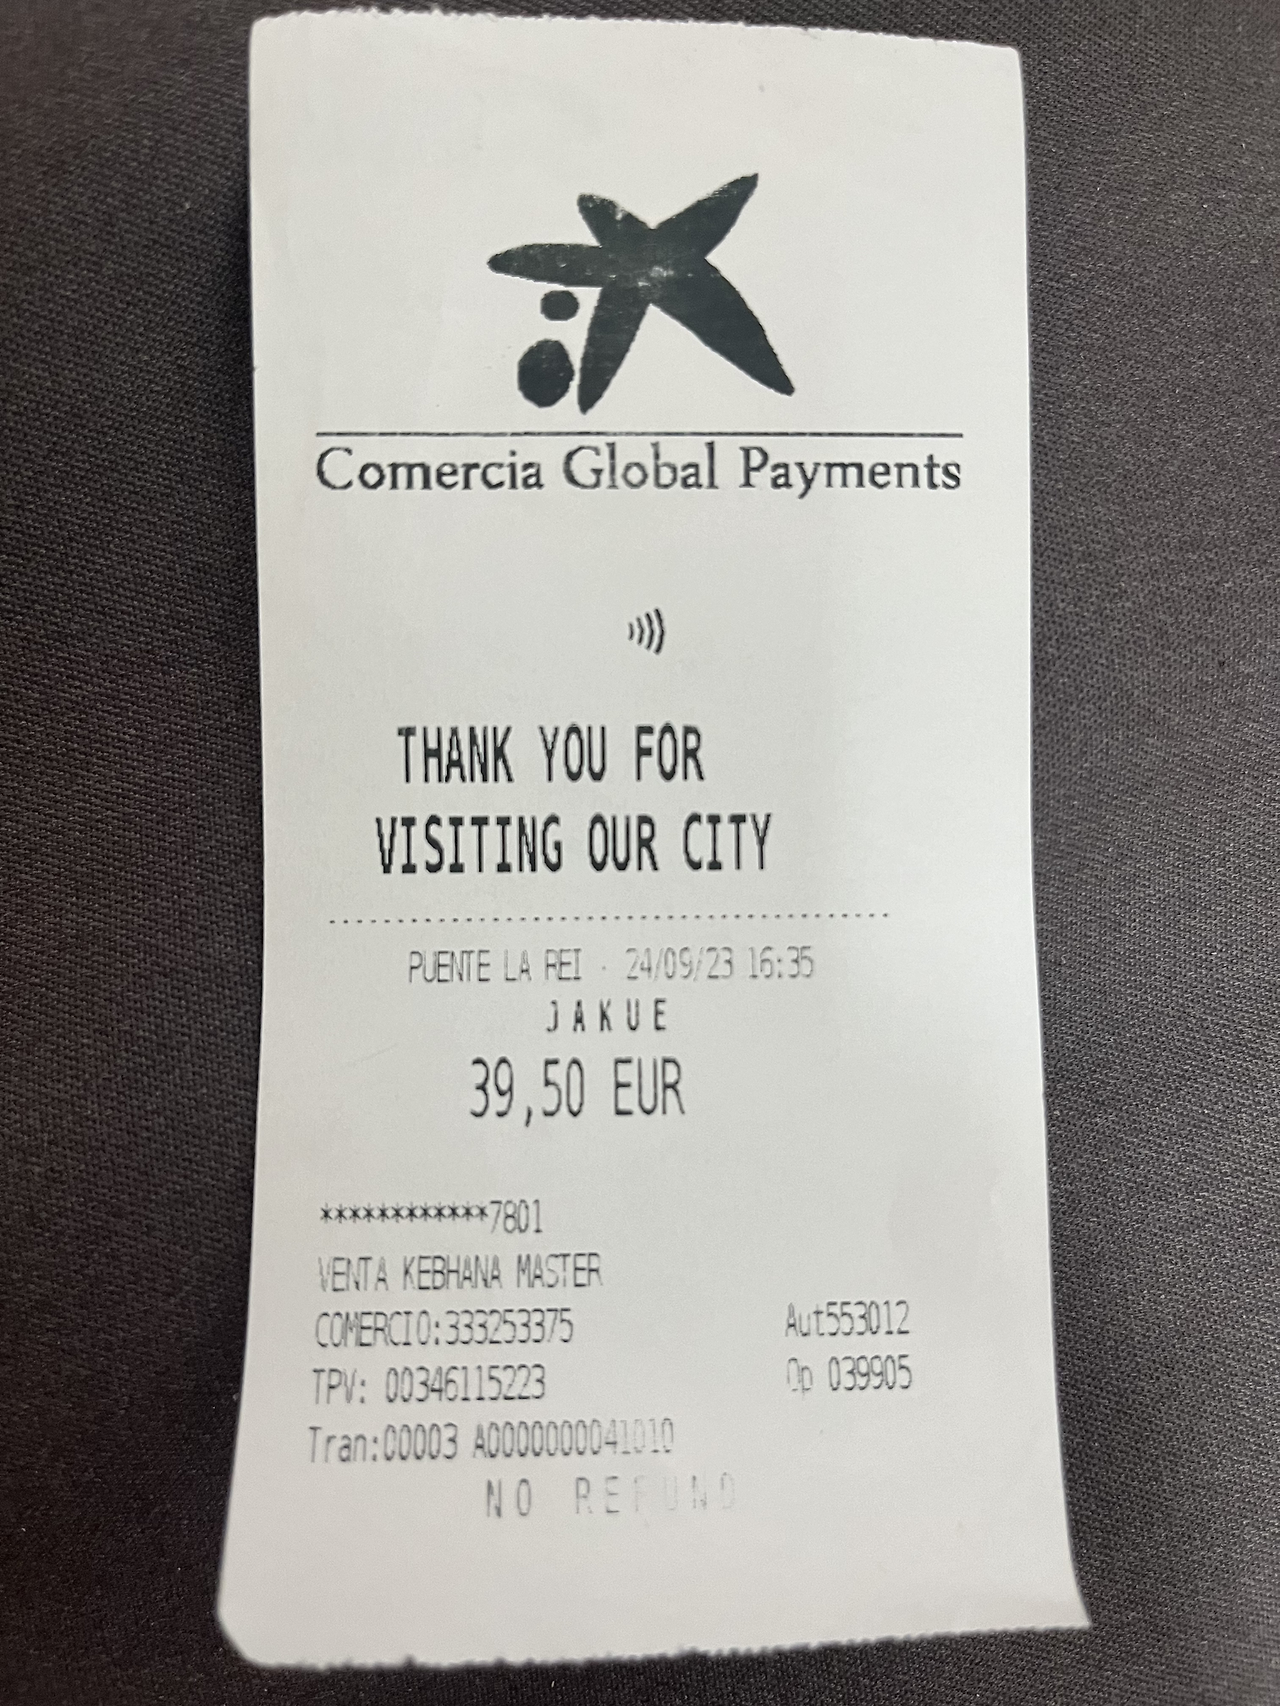 Comercia Global Payments
THANK YOU FOR
VISITING OUR CITY
PUENTE LA REI - 24/09/23 16:35
JAKUE
39,50 EUR
************7801
VENTA KEBHANA MASTER
COMERCIO:333253375 Aut553012
TPV: 00346115223 Op 039905
Tran:00003 A0000000041010
NO REFUND